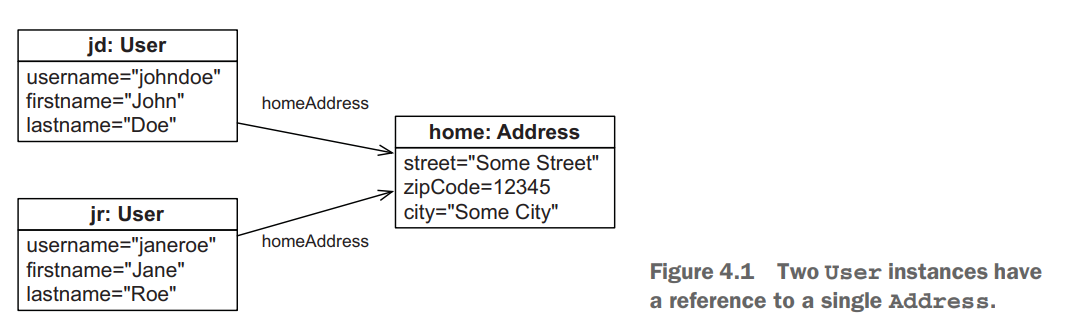 jd: User
username="johndoe"
firstname="John"
lastname="Doe"
homeAddress
home: Address
street="Some Street"
zipCode=12345
city="Some City"
jr: User
username="janeroe"
firstname="Jane"
lastname="Roe"
homeAddress
Figure 4.1 Two User instances have
a reference to a single Address.